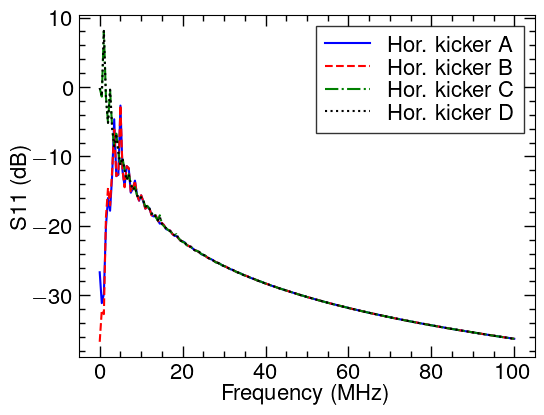 10
0
−10
−20
−30
S11 (dB)
Hor. kicker A
Hor. kicker B
Hor. kicker C
Hor. kicker D
0 20 40 60 80 100
Frequency (MHz)